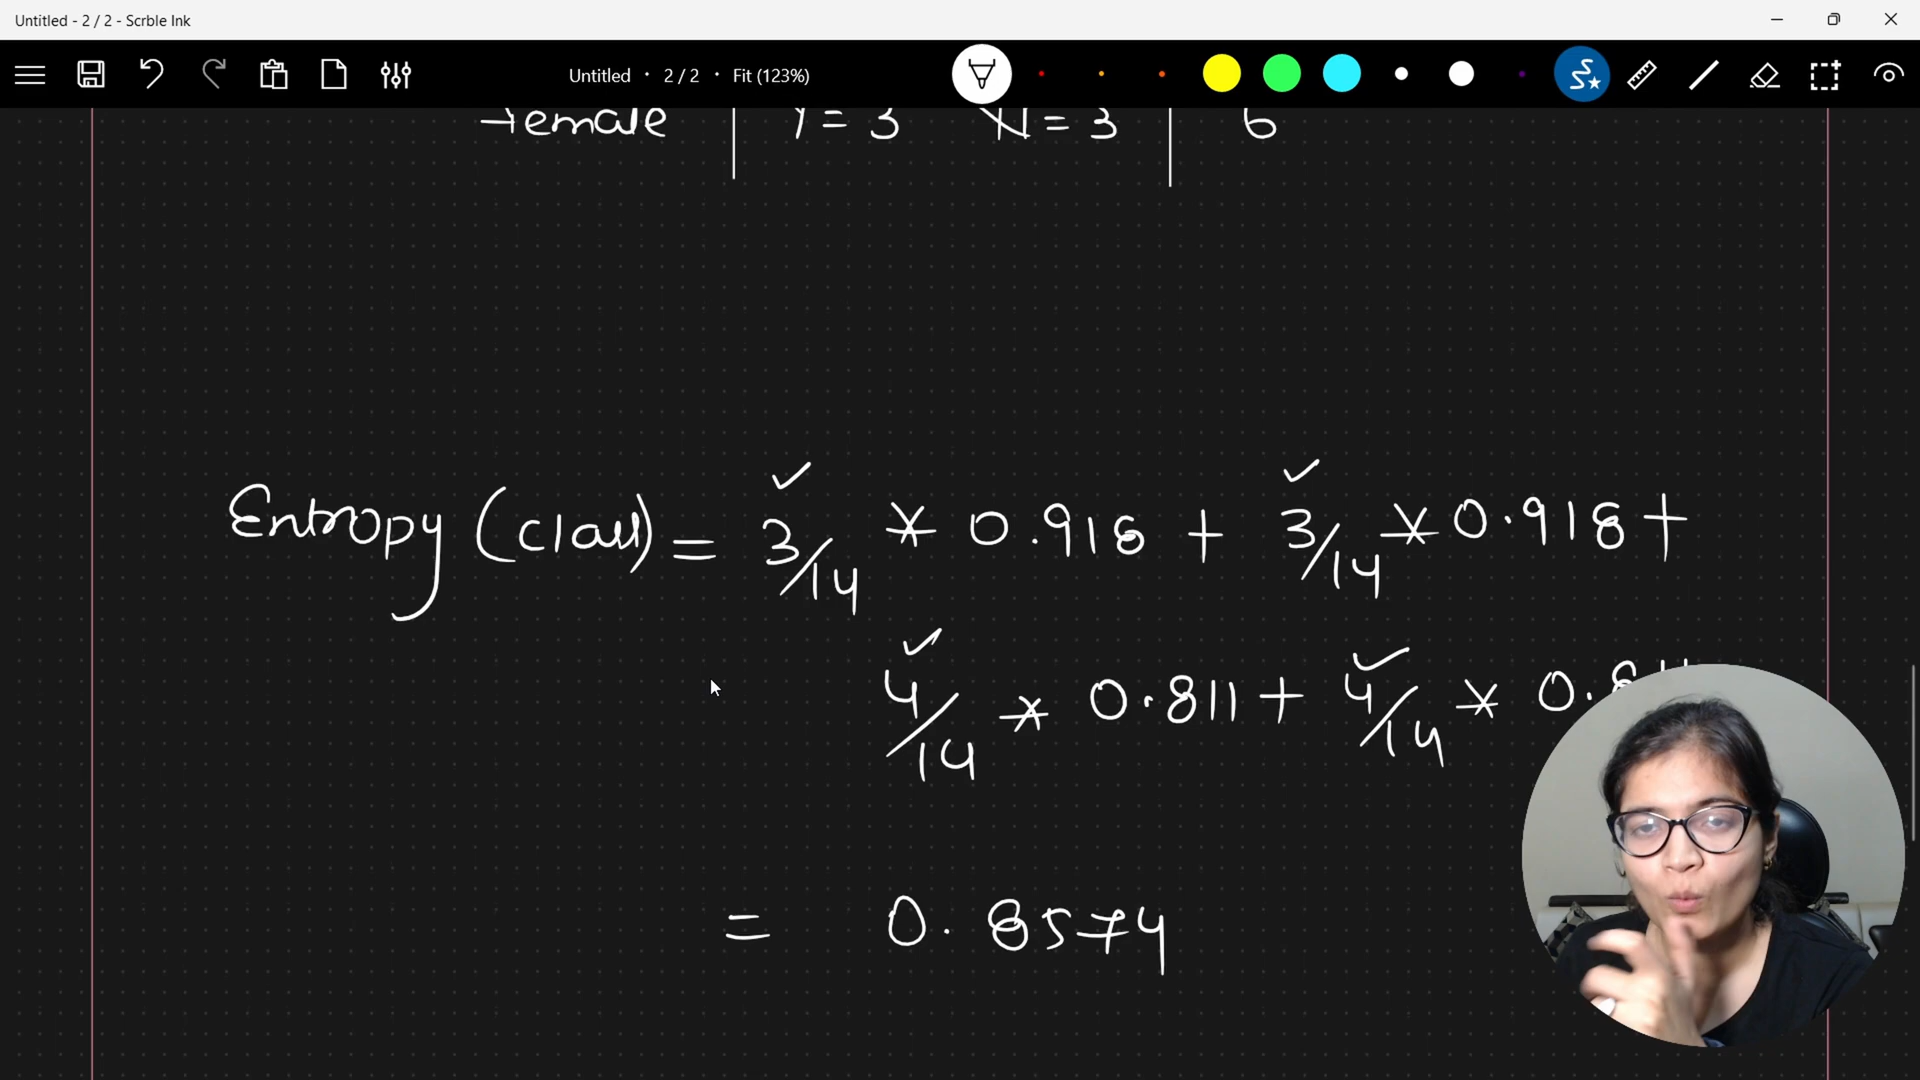 Untitled - 2 / 2 - Scrble Ink
Untitled • 2 / 2 • Fit (123%)
Female | Y = 3 N = 3 | 6
Entropy (class) = 3/14 * 0.918 + 3/14 * 0.918 +
4/14 * 0.811 + 4/14 * 0.811
= 0.8574